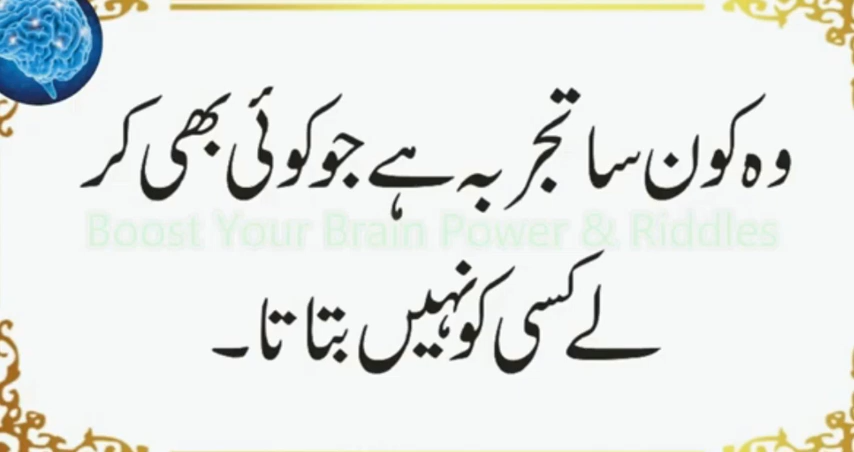 وہ کون سا تجربہ ہے جو کوئی بھی کر
Boost Your Brain Power & Riddles
لے کسی کو نہیں بتاتا۔